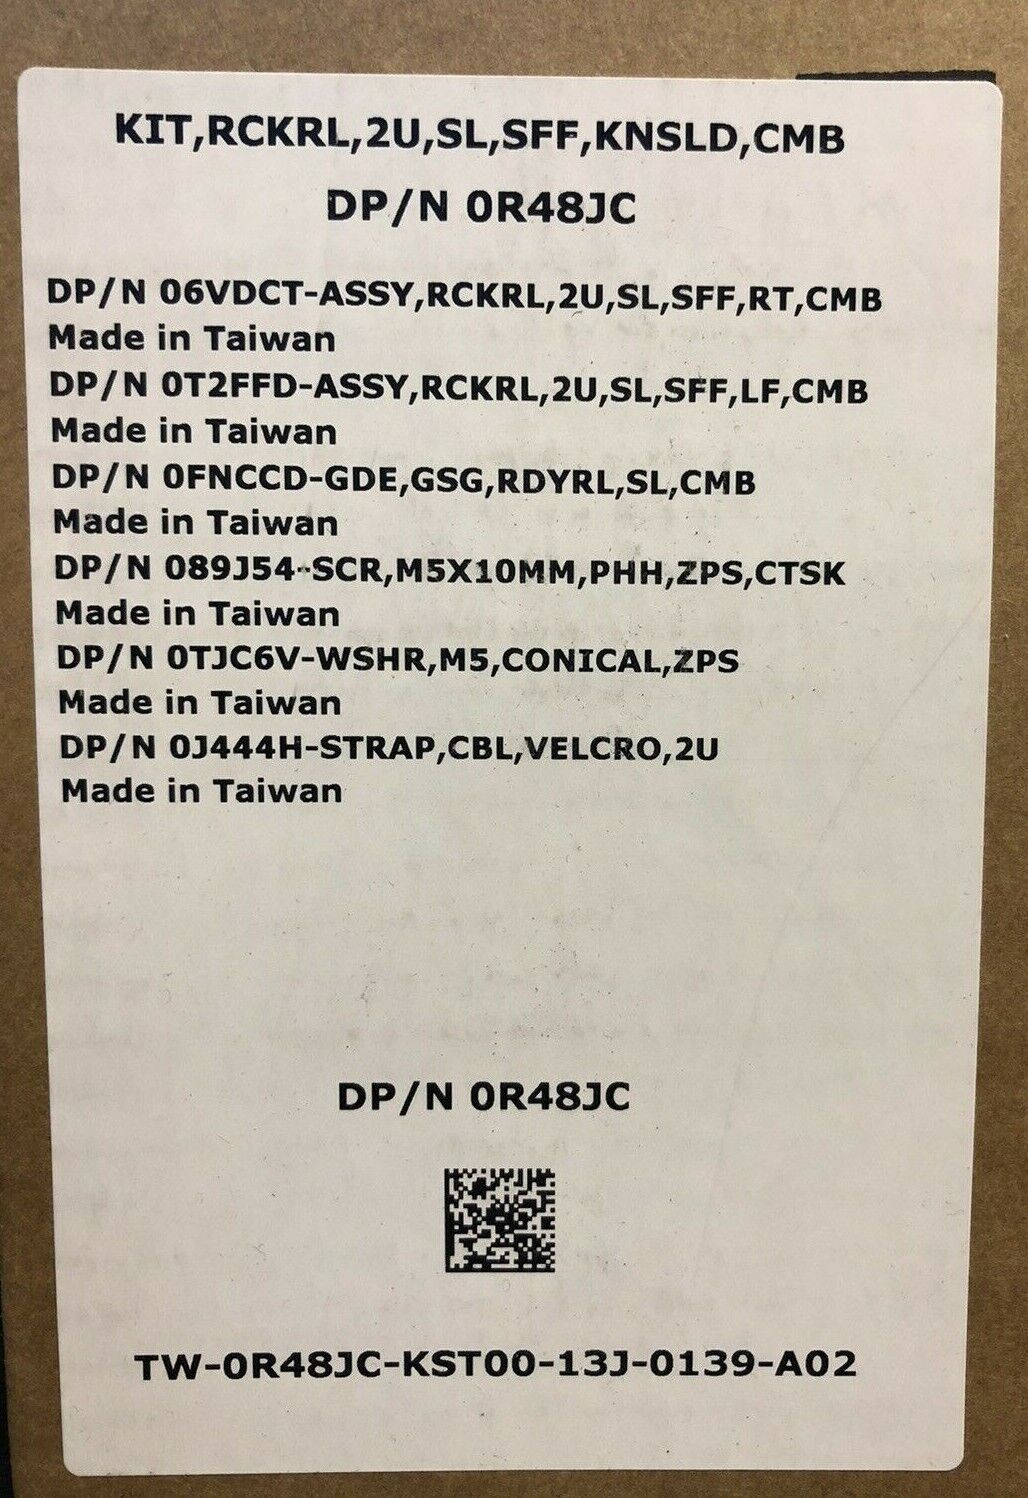 KIT,RCKRL,2U,SL,SFF,KNSLD,CMB
DP/N 0R48JC
DP/N 06VDCT-ASSY,RCKRL,2U,SL,SFF,RT,CMB
Made in Taiwan
DP/N 0T2FFD-ASSY,RCKRL,2U,SL,SFF,LF,CMB
Made in Taiwan
DP/N 0FNCCD-GDE,GSG,RDYRL,SL,CMB
Made in Taiwan
DP/N 089J54-SCR,M5X10MM,PHH,ZPS,CTSK
Made in Taiwan
DP/N 0TJC6V-WSHR,M5,CONICAL,ZPS
Made in Taiwan
DP/N 0J444H-STRAP,CBL,VELCRO,2U
Made in Taiwan
DP/N 0R48JC
TW-0R48JC-KST00-13J-0139-A02